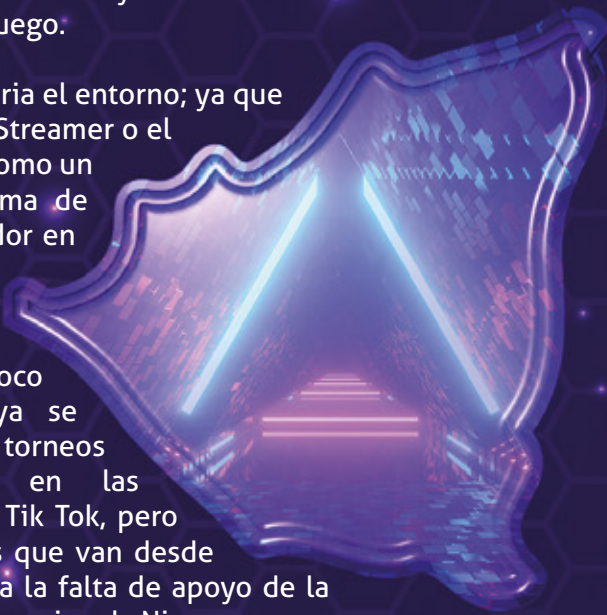 uego.
ria el entorno; ya que
Streamer o el
omo un
ma de
dor en
oco
ya se
torneos
en las
Tik Tok, pero
s que van desde
a la falta de apoyo de la